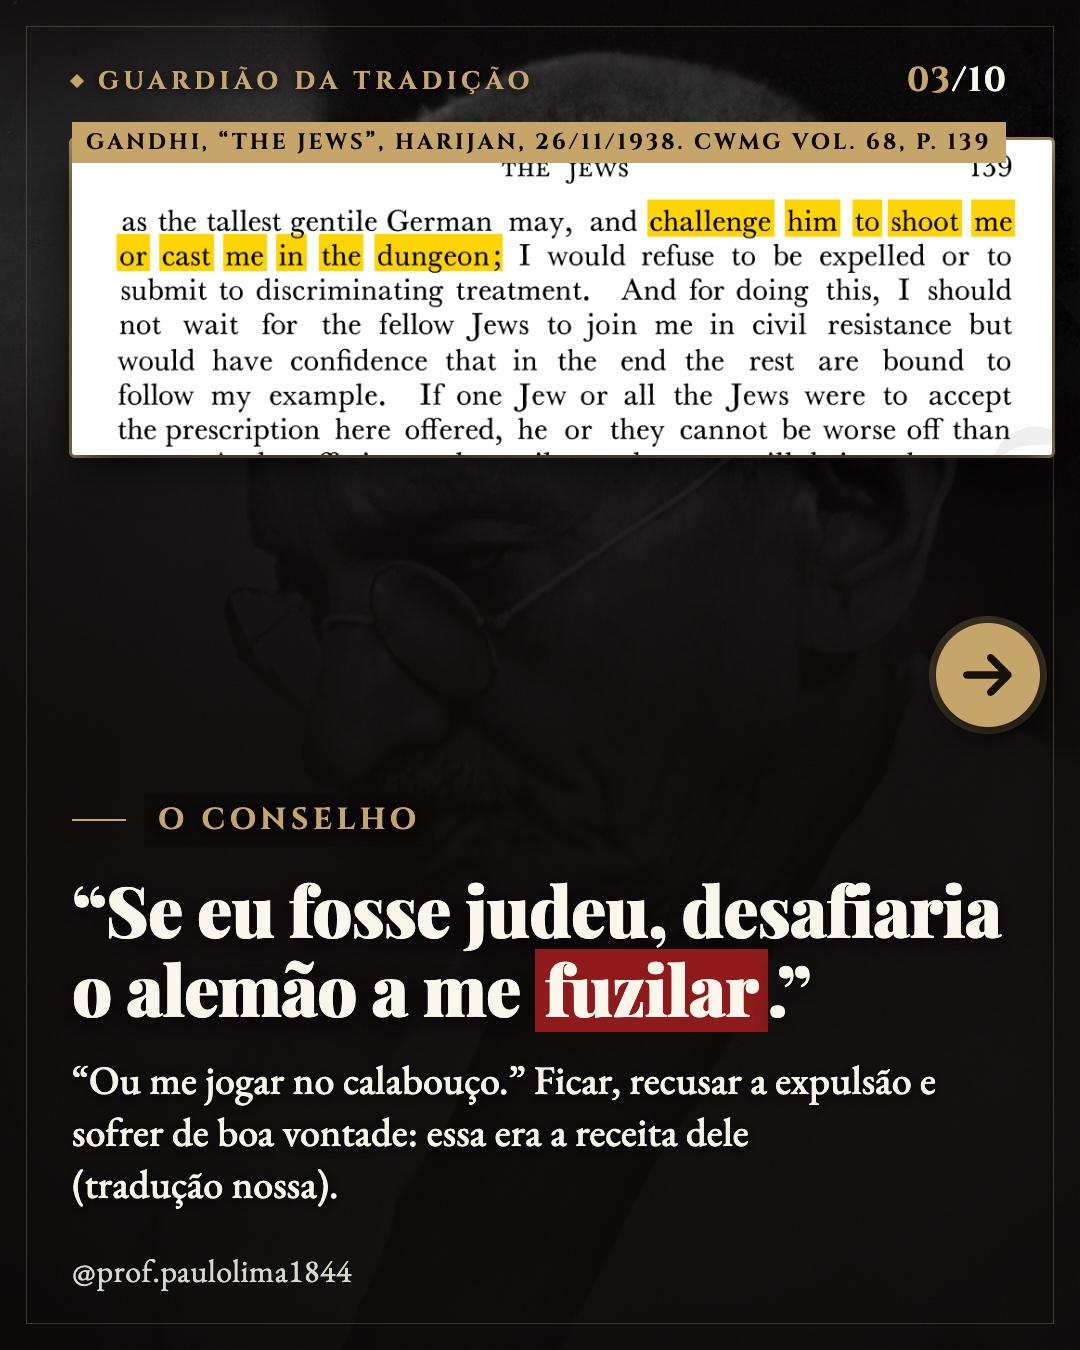 ◆ GUARDIÃO DA TRADIÇÃO
03/10
GANDHI, “THE JEWS”, HARIJAN, 26/11/1938. CWMG VOL. 68, P. 139
THE JEWS 139
as the tallest gentile German may, and challenge him to shoot me
or cast me in the dungeon; I would refuse to be expelled or to
submit to discriminating treatment. And for doing this, I should
not wait for the fellow Jews to join me in civil resistance but
would have confidence that in the end the rest are bound to
follow my example. If one Jew or all the Jews were to accept
the prescription here offered, he or they cannot be worse off than
O CONSELHO
“Se eu fosse judeu, desafiaria
o alemão a me fuzilar.”
“Ou me jogar no calabouço.” Ficar, recusar a expulsão e
sofrer de boa vontade: essa era a receita dele
(tradução nossa).
@prof.paulolima1844